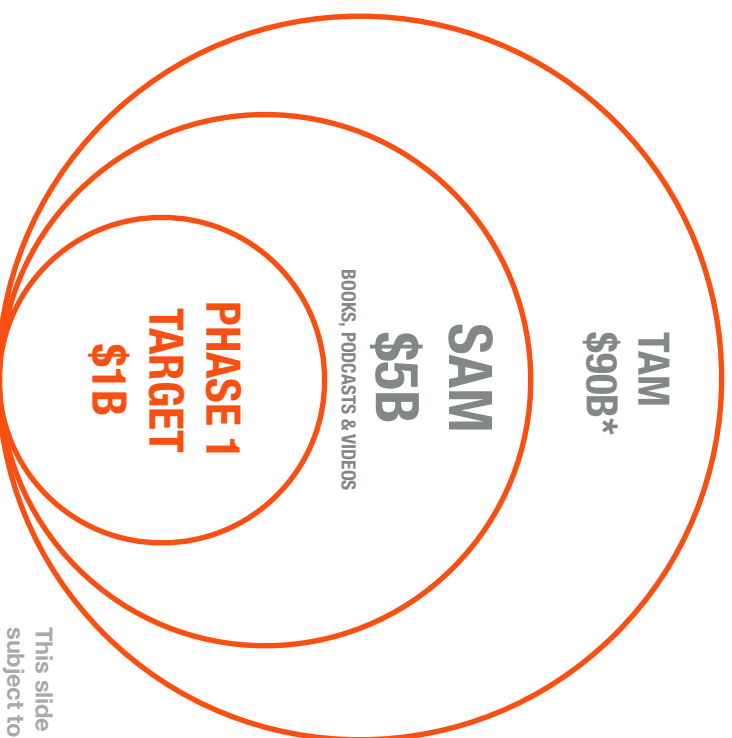 TAM
$90B*
SAM
$5B
BOOKS, PODCASTS & VIDEOS
PHASE 1
TARGET
$1B
This slide
subject to